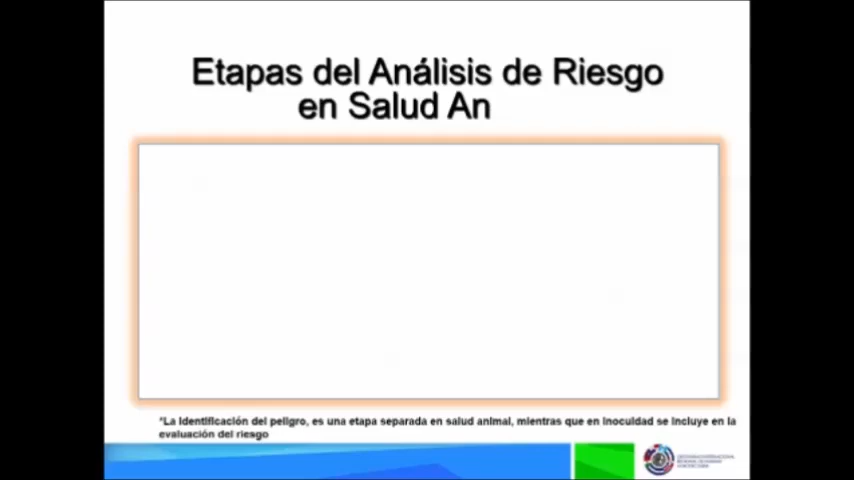 Etapas del Análisis de Riesgo
en Salud An
*La identificación del peligro, es una etapa separada en salud animal, mientras que en inocuidad se incluye en la
evaluación del riesgo